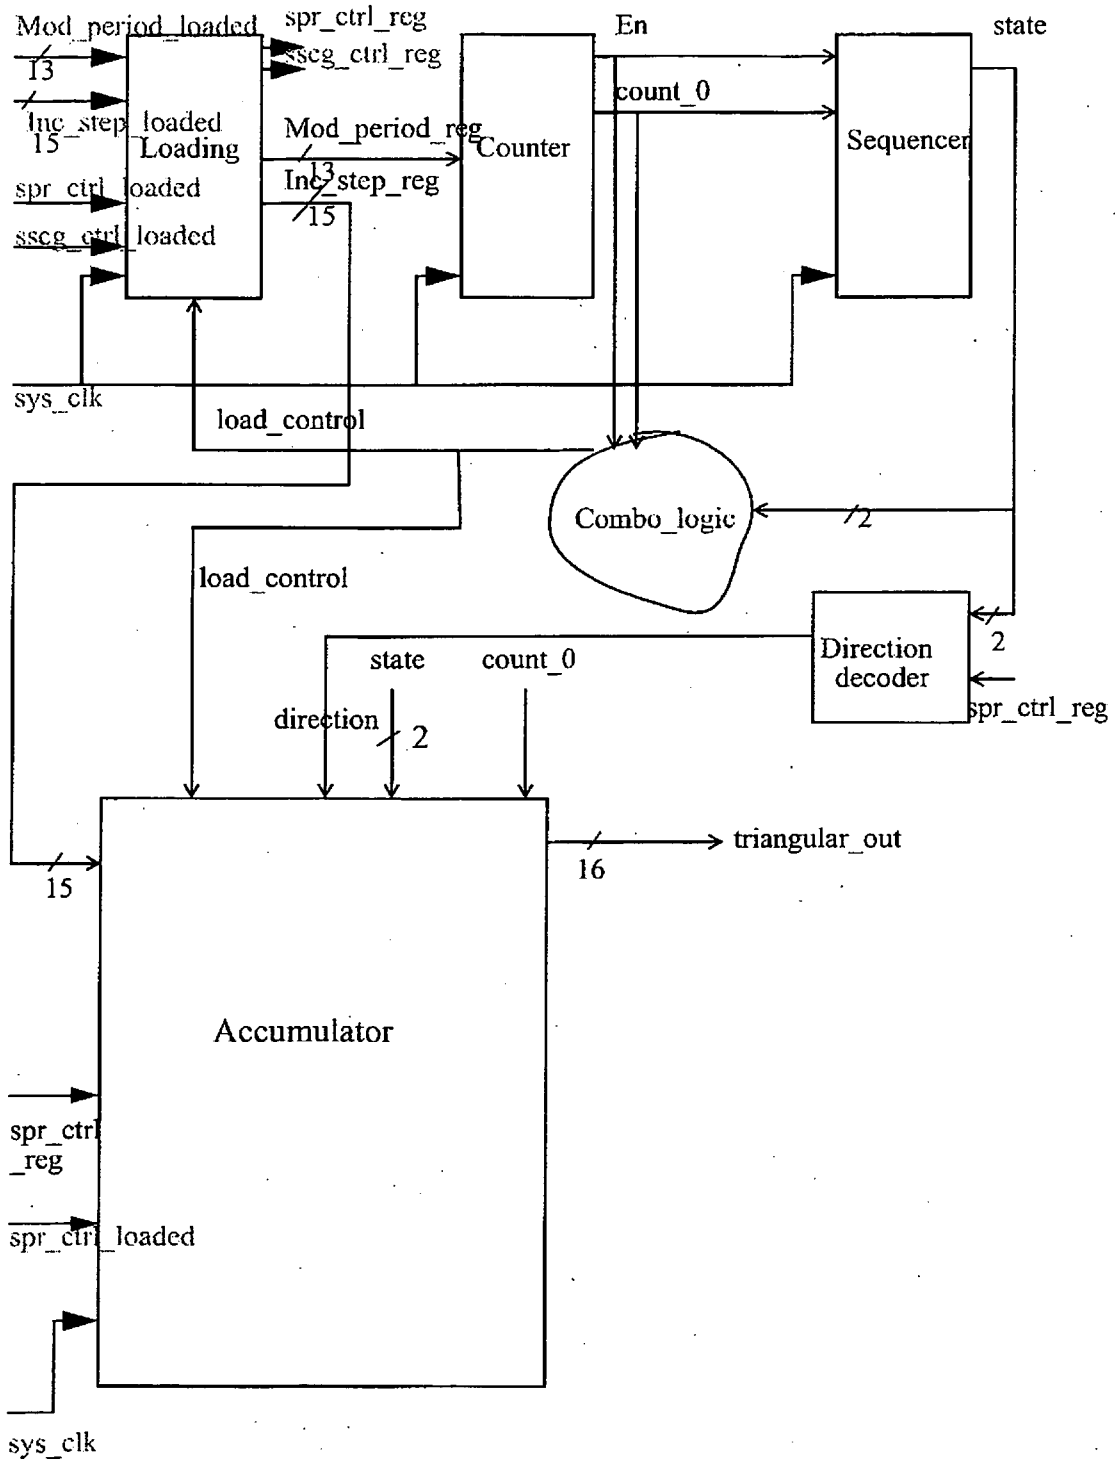 Mod_period_loaded
13
Inc_step_loaded
15
spr_ctrl_loaded
sscg_ctrl_loaded
sys_clk
Loading
spr_ctrl_reg
sscg_ctrl_reg
Mod_period_reg
13
Inc_step_reg
15
Counter
En
count_0
Sequencer
state
load_control
Combo_logic
2
load_control
Direction
decoder
2
spr_ctrl_reg
state
count_0
direction
2
15
triangular_out
16
Accumulator
spr_ctrl
_reg
spr_ctrl_loaded
sys_clk